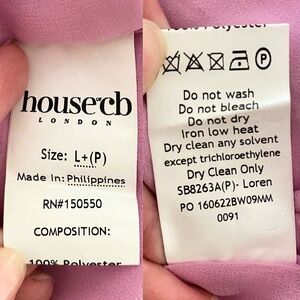 house of cb
LONDON
Size: L+(P)
Made in: Philippines
RN#150550
COMPOSITION:
100% Polyester
Polyester
P
Do not wash
Do not bleach
Do not dry
Iron low heat
Dry clean any solvent
except trichloroethylene
Dry Clean Only
SB8263A(P)- Loren
PO 160622BW09MM
0091